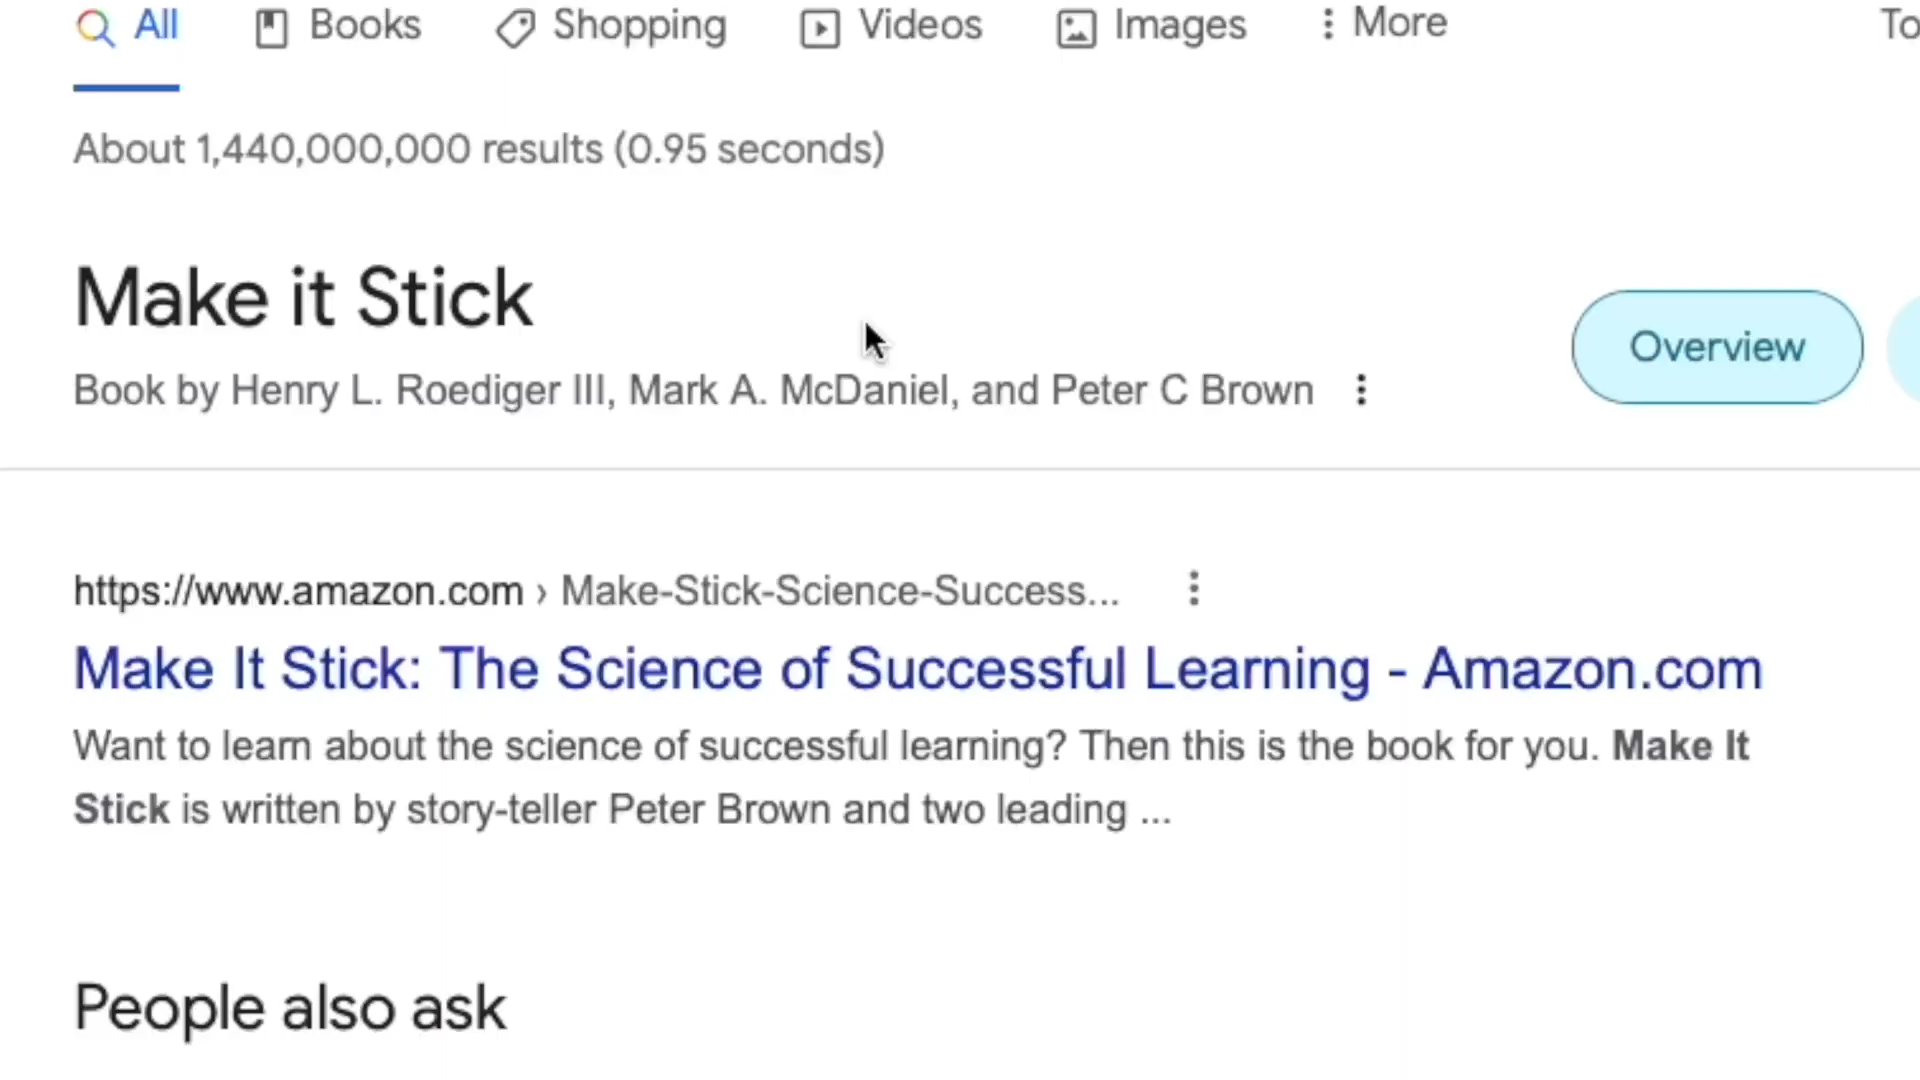 All Books Shopping Videos Images More To
About 1,440,000,000 results (0.95 seconds)
Make it Stick
Book by Henry L. Roediger III, Mark A. McDaniel, and Peter C Brown
Overview
https://www.amazon.com › Make-Stick-Science-Success...
Make It Stick: The Science of Successful Learning - Amazon.com
Want to learn about the science of successful learning? Then this is the book for you. Make It
Stick is written by story-teller Peter Brown and two leading ...
People also ask